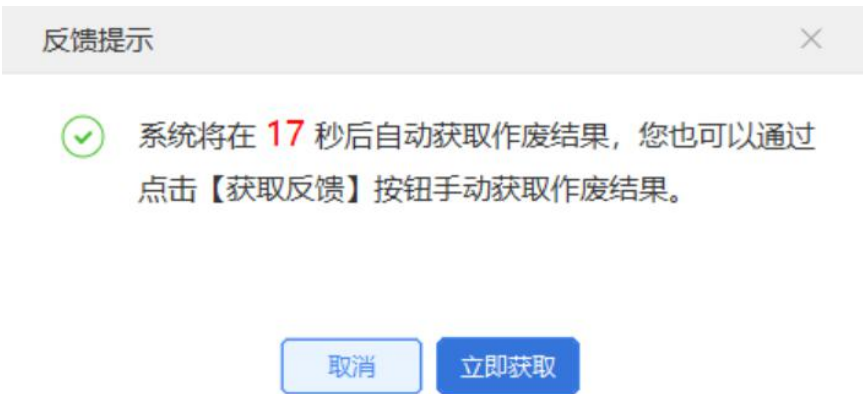 反馈提示
系统将在 17 秒后自动获取作废结果，您也可以通过
点击【获取反馈】按钮手动获取作废结果。
取消
立即获取